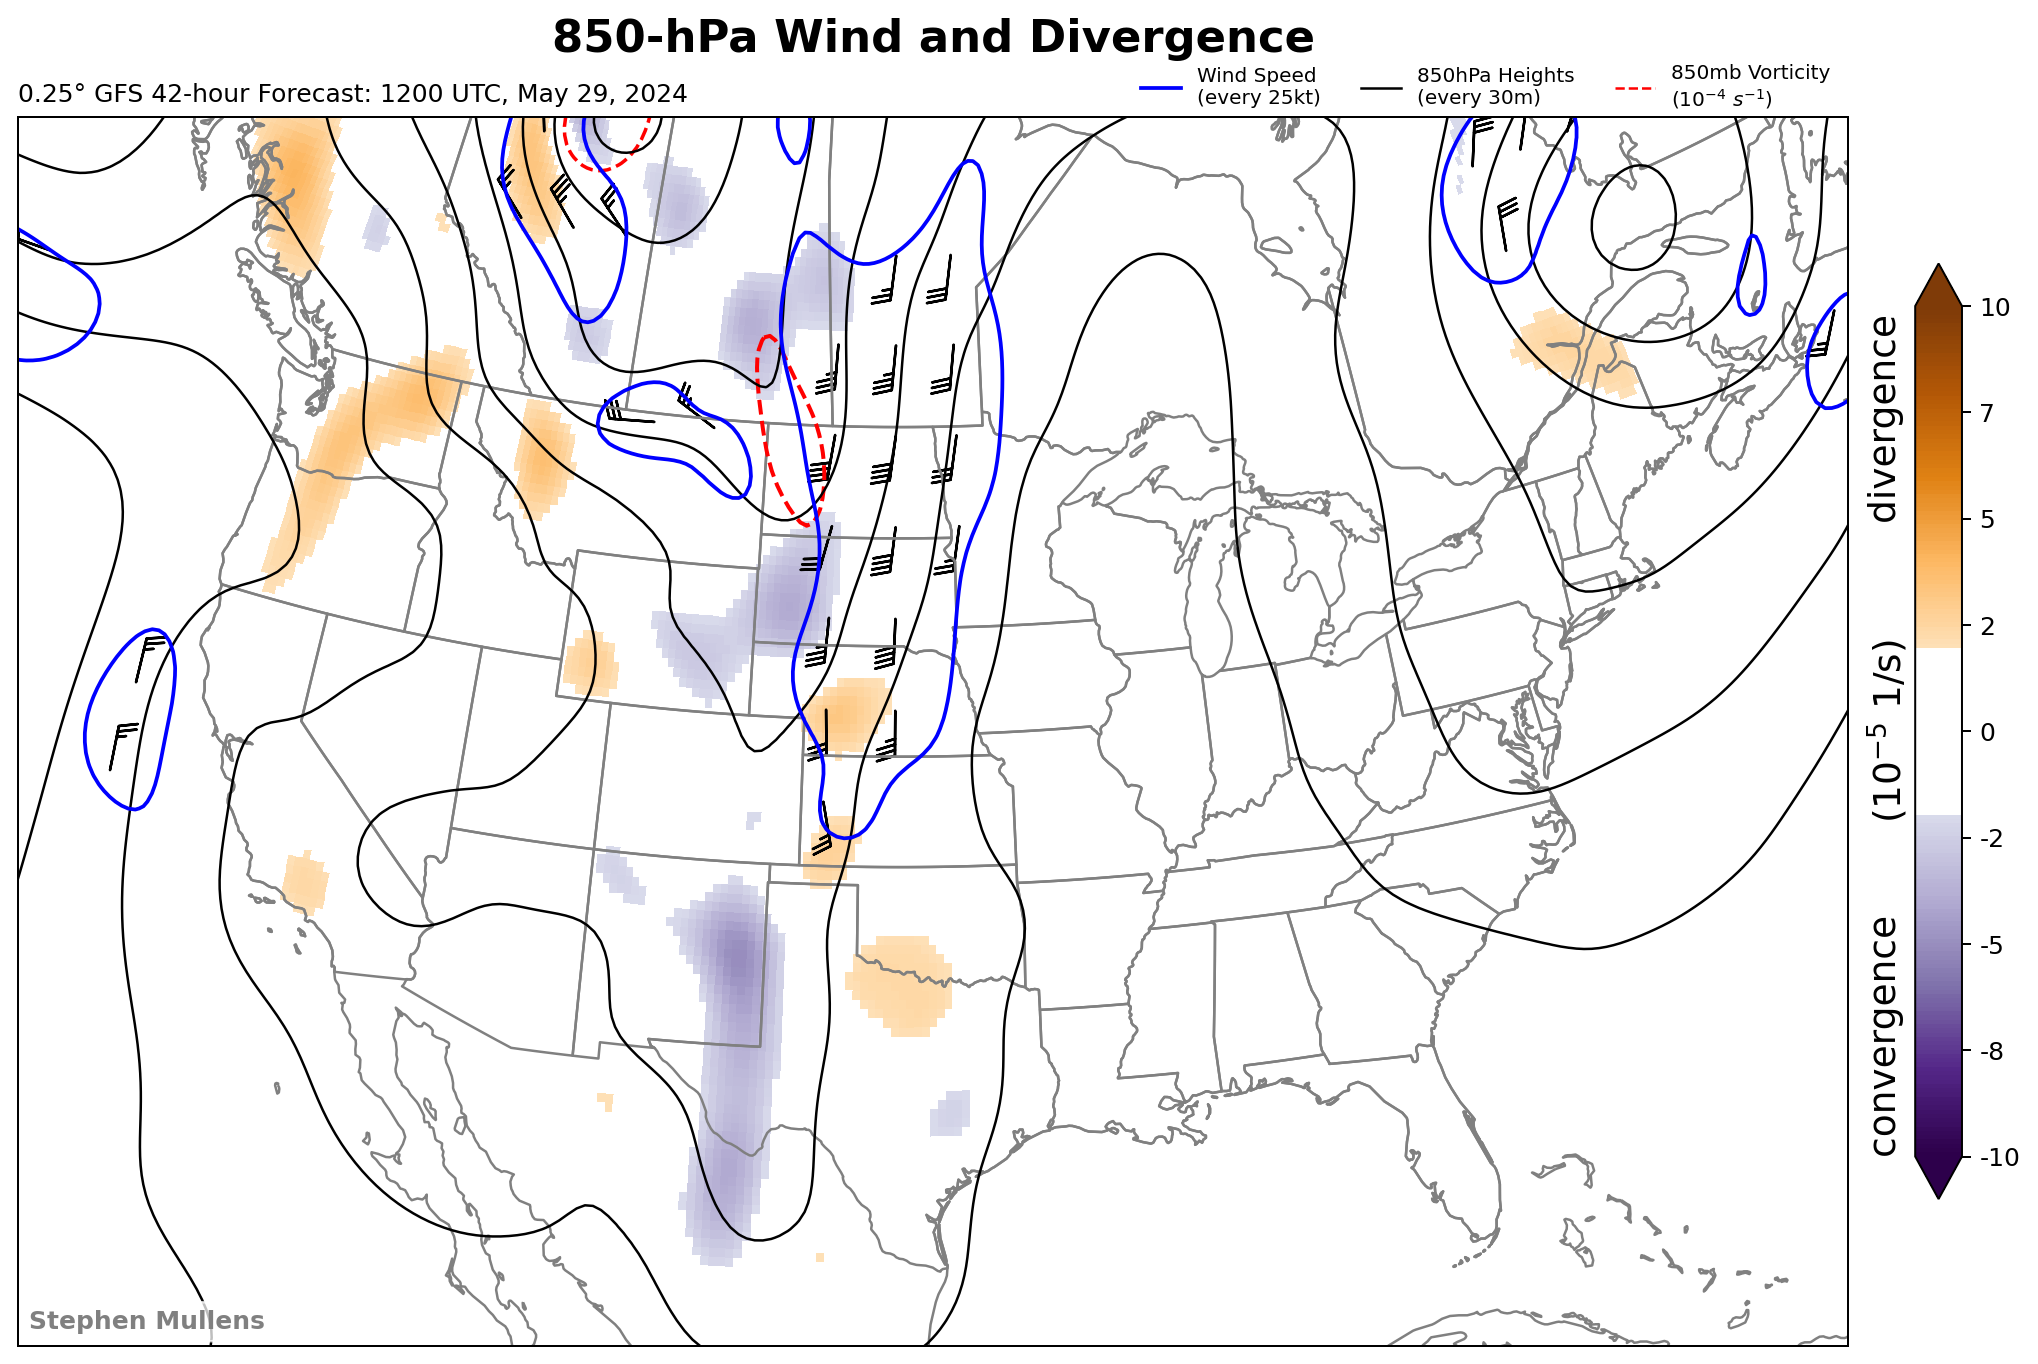 850-hPa Wind and Divergence
0.25° GFS 42-hour Forecast: 1200 UTC, May 29, 2024
Wind Speed
(every 25kt)
850hPa Heights
(every 30m)
850mb Vorticity
(10⁻⁴ s⁻¹)
10
7
5
2
0
-2
-5
-8
-10
convergence (10⁻⁵ 1/s) divergence
Stephen Mullens